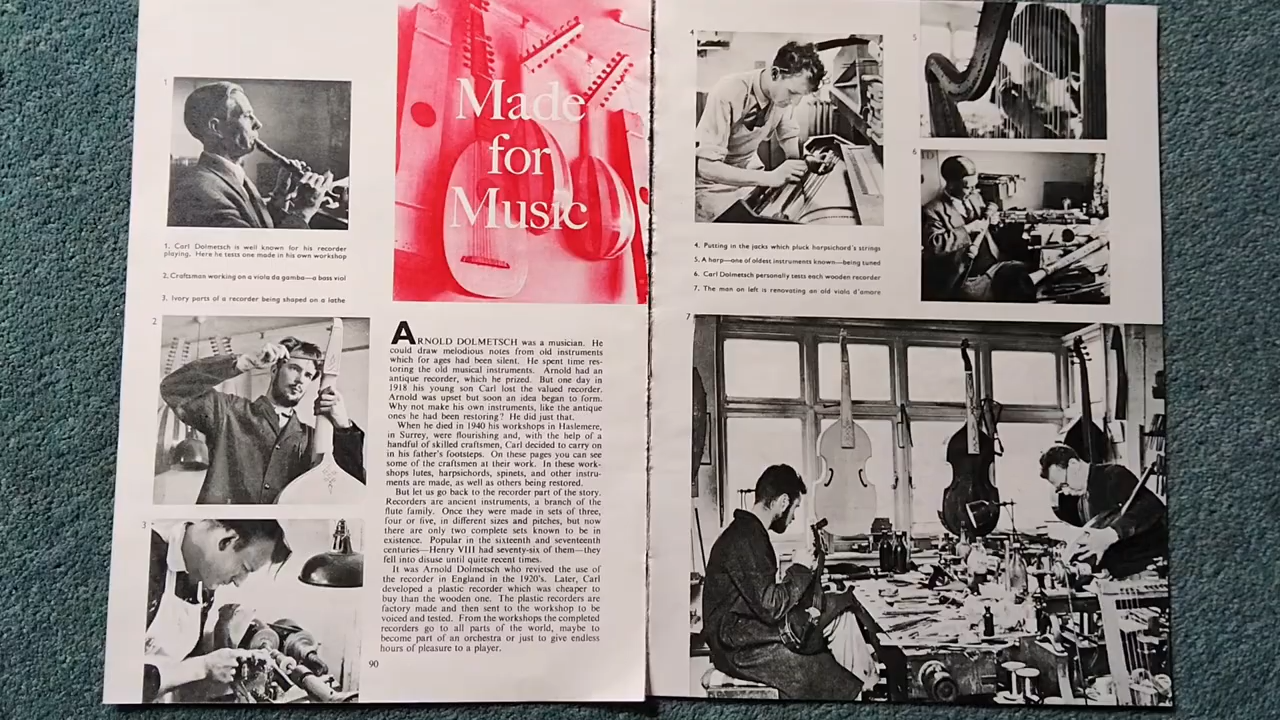 Made
for
Music
1
1. Carl Dolmetsch is well known for his recorder
playing. Here he tests one made in his own workshop
2. Craftsman working on a viola da gamba—a bass viol
3. Ivory parts of a recorder being shaped on a lathe
2
3
ARNOLD DOLMETSCH was a musician. He
could draw melodious notes from old instruments
which for ages had been silent. He spent time res-
toring the old musical instruments. Arnold had an
antique recorder, which he prized. But one day in
1918 his young son Carl lost the valued recorder.
Arnold was upset but soon an idea began to form.
Why not make his own instruments, like the antique
ones he had been restoring? He did just that.
When he died in 1940 his workshops in Haslemere,
in Surrey, were flourishing and, with the help of a
handful of skilled craftsmen, Carl decided to carry on
in his father's footsteps. On these pages you can see
some of the craftsmen at their work. In these work-
shops lutes, harpsichords, spinets, and other instru-
ments are made, as well as others being restored.
But let us go back to the recorder part of the story.
Recorders are ancient instruments, a branch of the
flute family. Once they were made in sets of three,
four or five, in different sizes and pitches, but now
there are only two complete sets known to be in
existence. Popular in the sixteenth and seventeenth
centuries—Henry VIII had seventy-six of them—they
fell into disuse until quite recent times.
It was Arnold Dolmetsch who revived the use of
the recorder in England in the 1920's. Later, Carl
developed a plastic recorder which was cheaper to
buy than the wooden one. The plastic recorders are
factory made and then sent to the workshop to be
voiced and tested. From the workshops the completed
recorders go to all parts of the world, maybe to
become part of an orchestra or just to give endless
hours of pleasure to a player.
90
4
5
6
4. Putting in the jacks which pluck harpsichord's strings
5. A harp—one of oldest instruments known—being tuned
6. Carl Dolmetsch personally tests each wooden recorder
7. The man on left is renovating an old viola d'amore
7